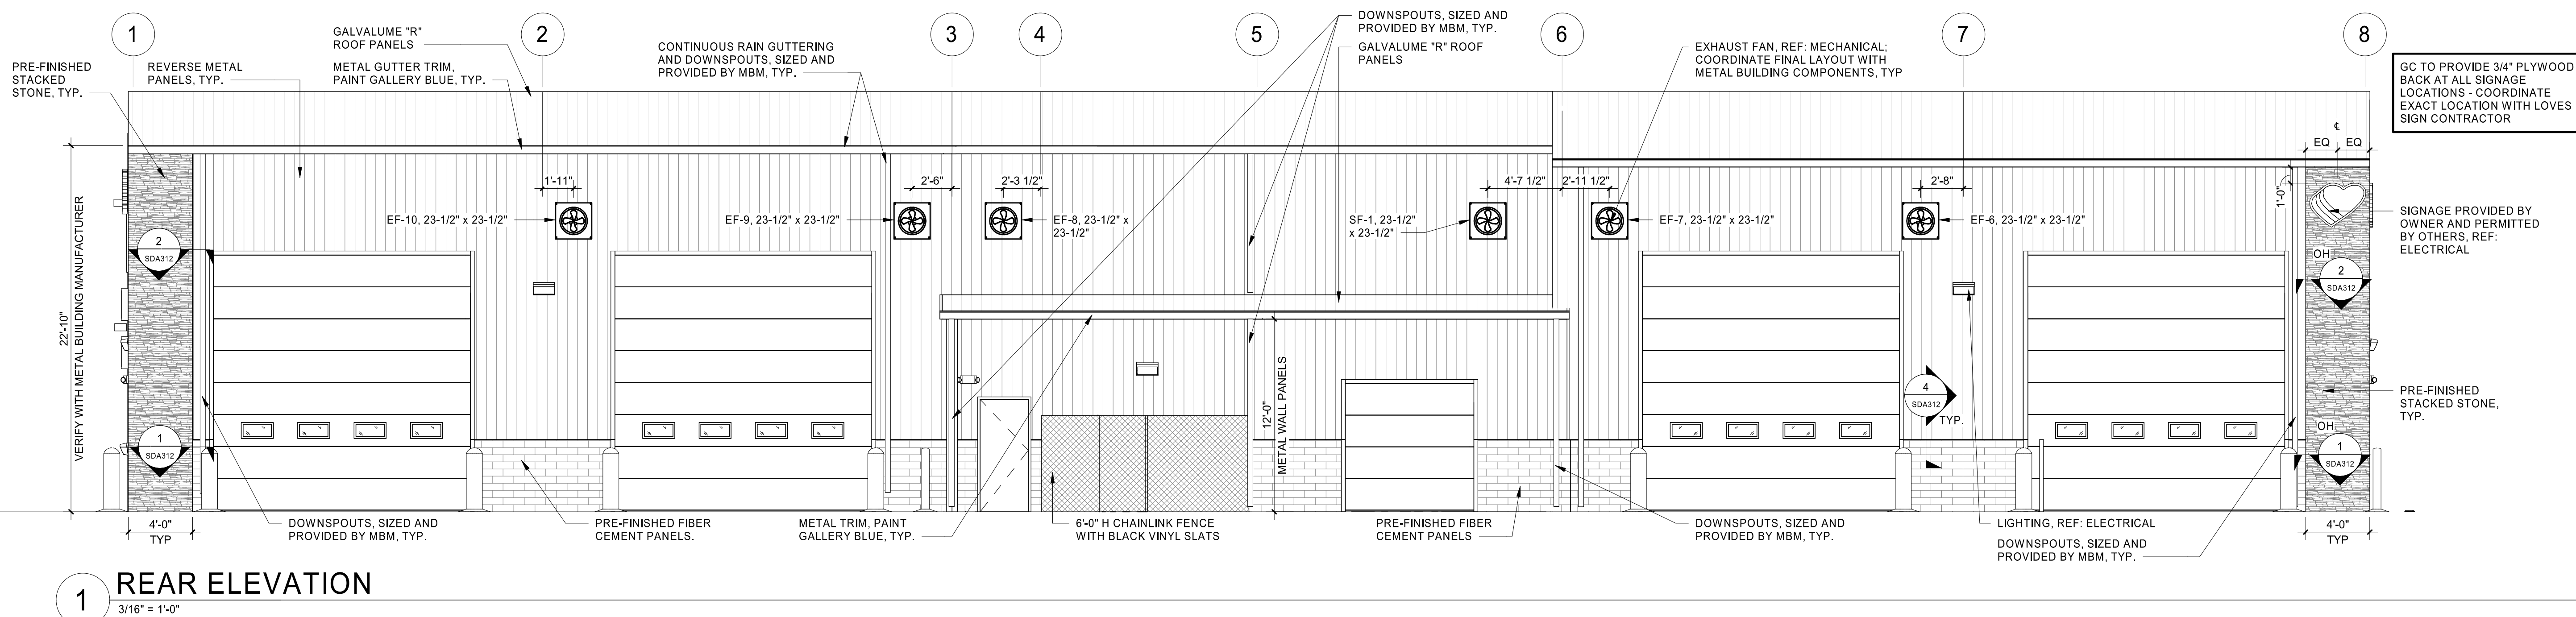 1
2
3
4
5
6
7
8
PRE-FINISHED
STACKED
STONE, TYP.
REVERSE METAL
PANELS, TYP.
GALVALUME "R"
ROOF PANELS
METAL GUTTER TRIM,
PAINT GALLERY BLUE, TYP.
CONTINUOUS RAIN GUTTERING
AND DOWNSPOUTS, SIZED AND
PROVIDED BY MBM, TYP.
DOWNSPOUTS, SIZED AND
PROVIDED BY MBM, TYP.
GALVALUME "R" ROOF
PANELS
EXHAUST FAN, REF: MECHANICAL;
COORDINATE FINAL LAYOUT WITH
METAL BUILDING COMPONENTS, TYP
GC TO PROVIDE 3/4" PLYWOOD
BACK AT ALL SIGNAGE
LOCATIONS - COORDINATE
EXACT LOCATION WITH LOVES
SIGN CONTRACTOR
℄
EQ
EQ
1'-11"
2'-6"
2'-3 1/2"
4'-7 1/2"
2'-11 1/2"
2'-8"
1'-0"
EF-10, 23-1/2" x 23-1/2"
EF-9, 23-1/2" x 23-1/2"
EF-8, 23-1/2" x
23-1/2"
SF-1, 23-1/2"
x 23-1/2"
EF-7, 23-1/2" x 23-1/2"
EF-6, 23-1/2" x 23-1/2"
SIGNAGE PROVIDED BY
OWNER AND PERMITTED
BY OTHERS, REF:
ELECTRICAL
22'-10"
VERIFY WITH METAL BUILDING MANUFACTURER
2
SDA312
OH
2
SDA312
12'-0"
METAL WALL PANELS
4
SDA312
TYP.
PRE-FINISHED
STACKED STONE,
TYP.
1
SDA312
OH
1
SDA312
4'-0"
TYP
DOWNSPOUTS, SIZED AND
PROVIDED BY MBM, TYP.
PRE-FINISHED FIBER
CEMENT PANELS.
METAL TRIM, PAINT
GALLERY BLUE, TYP.
6'-0" H CHAINLINK FENCE
WITH BLACK VINYL SLATS
PRE-FINISHED FIBER
CEMENT PANELS
DOWNSPOUTS, SIZED AND
PROVIDED BY MBM, TYP.
LIGHTING, REF: ELECTRICAL
DOWNSPOUTS, SIZED AND
PROVIDED BY MBM, TYP.
4'-0"
TYP
1
REAR ELEVATION
3/16" = 1'-0"